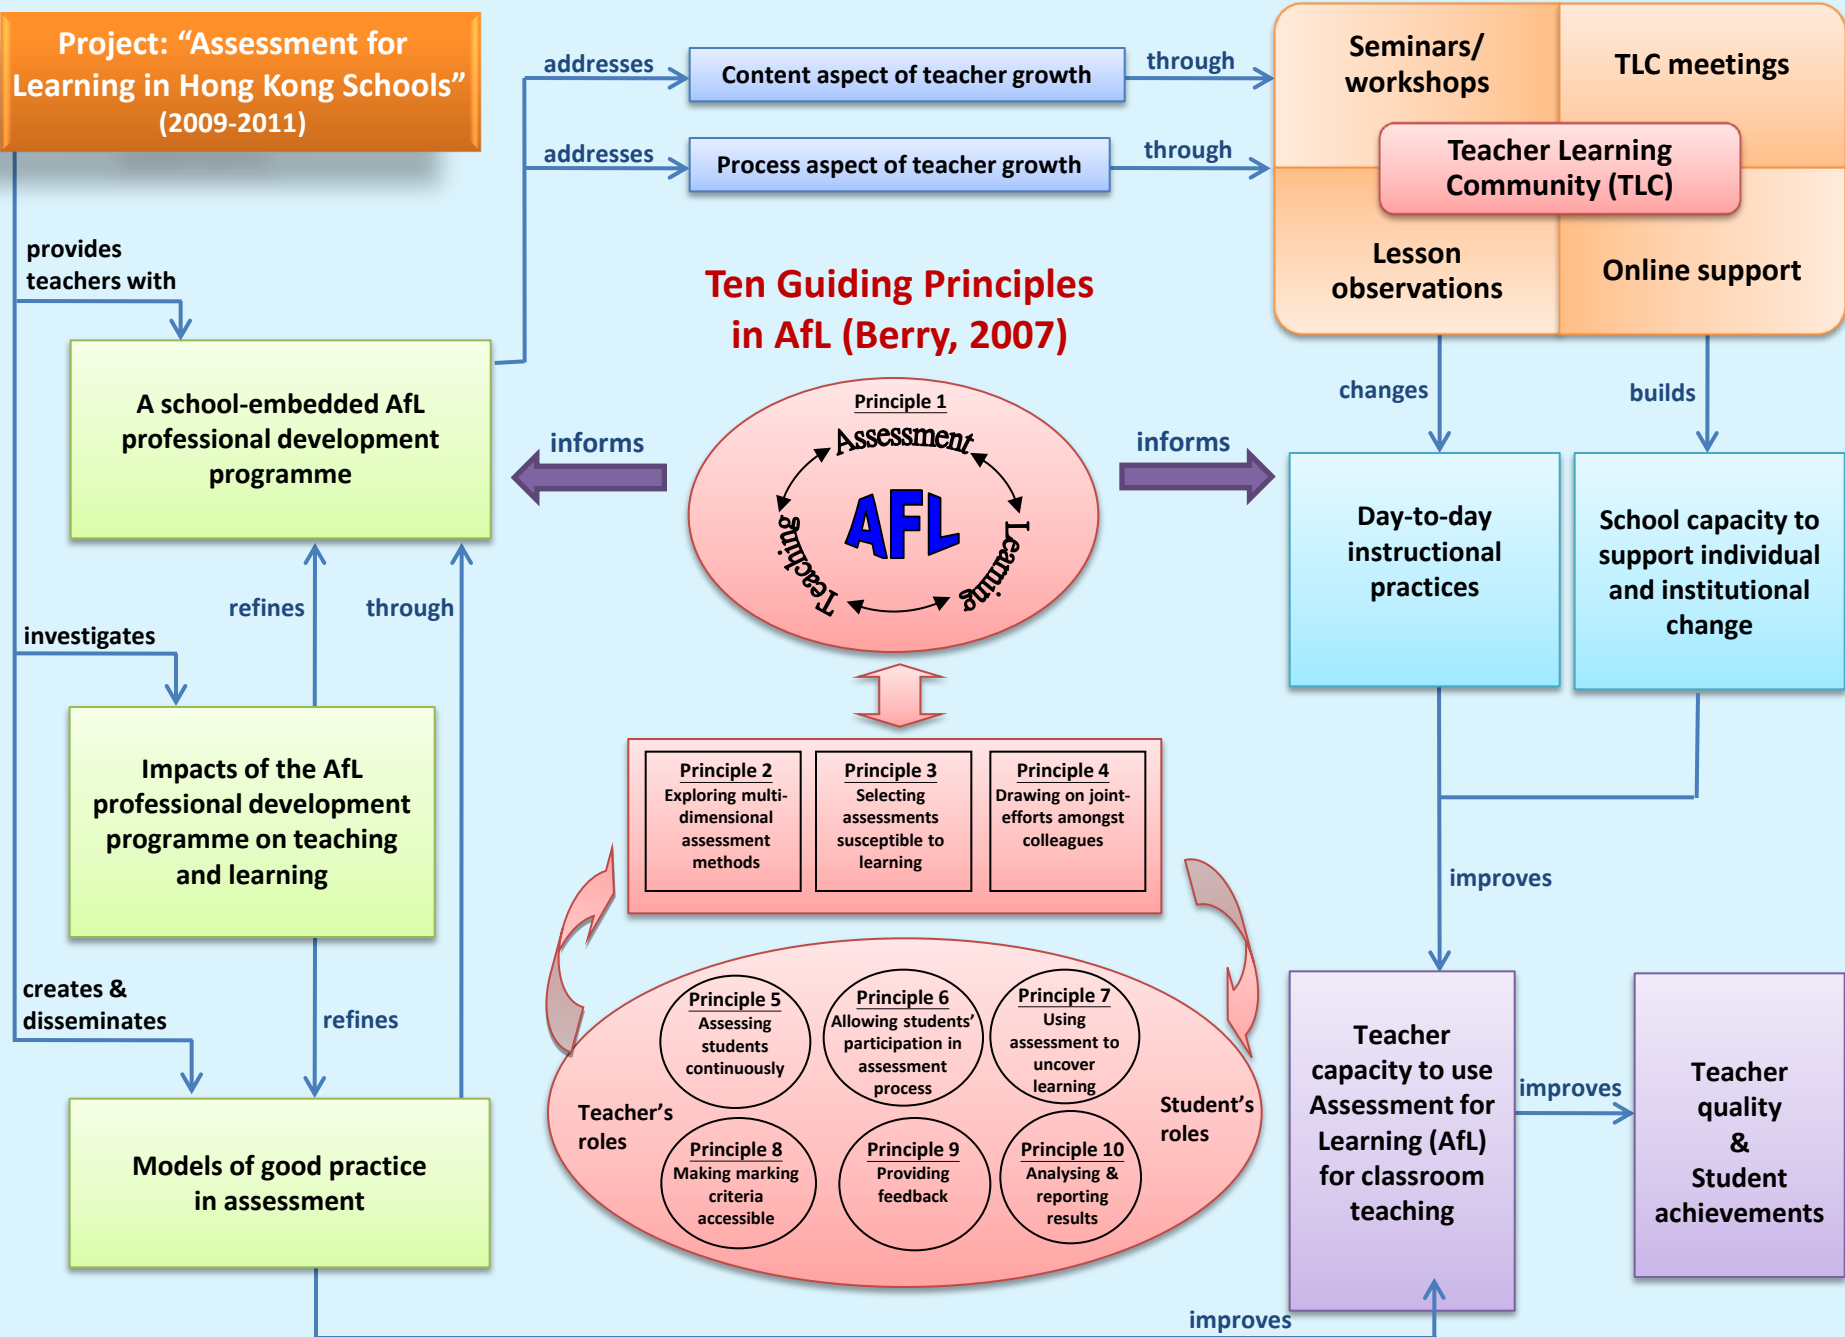 Project: “Assessment for
Learning in Hong Kong Schools”
(2009-2011)
addresses
Content aspect of teacher growth
through
addresses
Process aspect of teacher growth
through
Seminars/
workshops
TLC meetings
Teacher Learning
Community (TLC)
Lesson
observations
Online support
provides
teachers with
A school-embedded AfL
professional development
programme
informs
Ten Guiding Principles
in AfL (Berry, 2007)
Principle 1
Assessment
Learning
Teaching
AFL
informs
changes
builds
Day-to-day
instructional
practices
School capacity to
support individual
and institutional
change
refines
through
investigates
Impacts of the AfL
professional development
programme on teaching
and learning
Principle 2
Exploring multi-
dimensional
assessment
methods
Principle 3
Selecting
assessments
susceptible to
learning
Principle 4
Drawing on joint-
efforts amongst
colleagues
improves
creates &
disseminates
refines
Models of good practice
in assessment
Teacher’s
roles
Principle 5
Assessing
students
continuously
Principle 6
Allowing students’
participation in
assessment
process
Principle 7
Using
assessment to
uncover
learning
Student’s
roles
Principle 8
Making marking
criteria
accessible
Principle 9
Providing
feedback
Principle 10
Analysing &
reporting
results
Teacher
capacity to use
Assessment for
Learning (AfL)
for classroom
teaching
improves
Teacher
quality
&
Student
achievements
improves